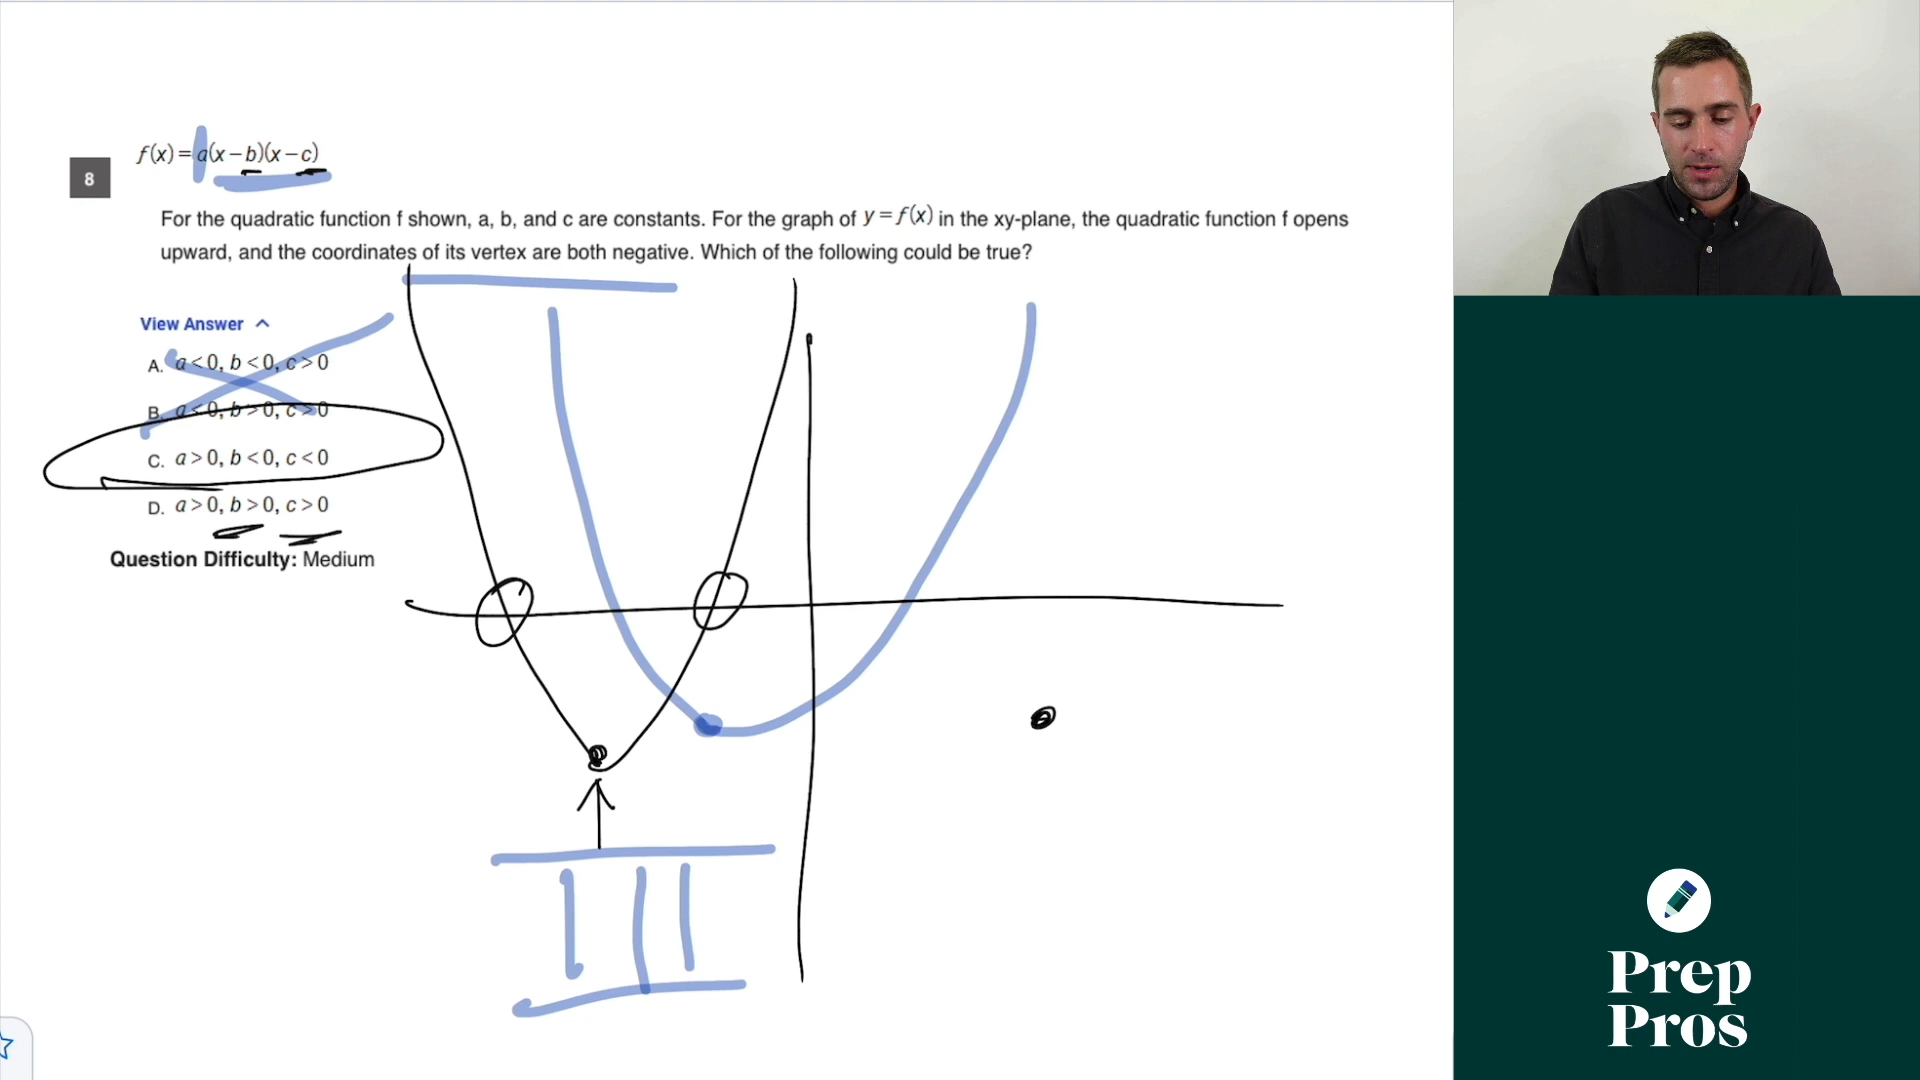 f(x)=a(x−b)(x−c)
8
For the quadratic function f shown, a, b, and c are constants. For the graph of y=f(x) in the xy-plane, the quadratic function f opens
upward, and the coordinates of its vertex are both negative. Which of the following could be true?
View Answer
A. a<0, b<0, c>0
B. a<0, b>0, c>0
C. a>0, b<0, c<0
D. a>0, b>0, c>0
Question Difficulty: Medium
III
Prep
Pros